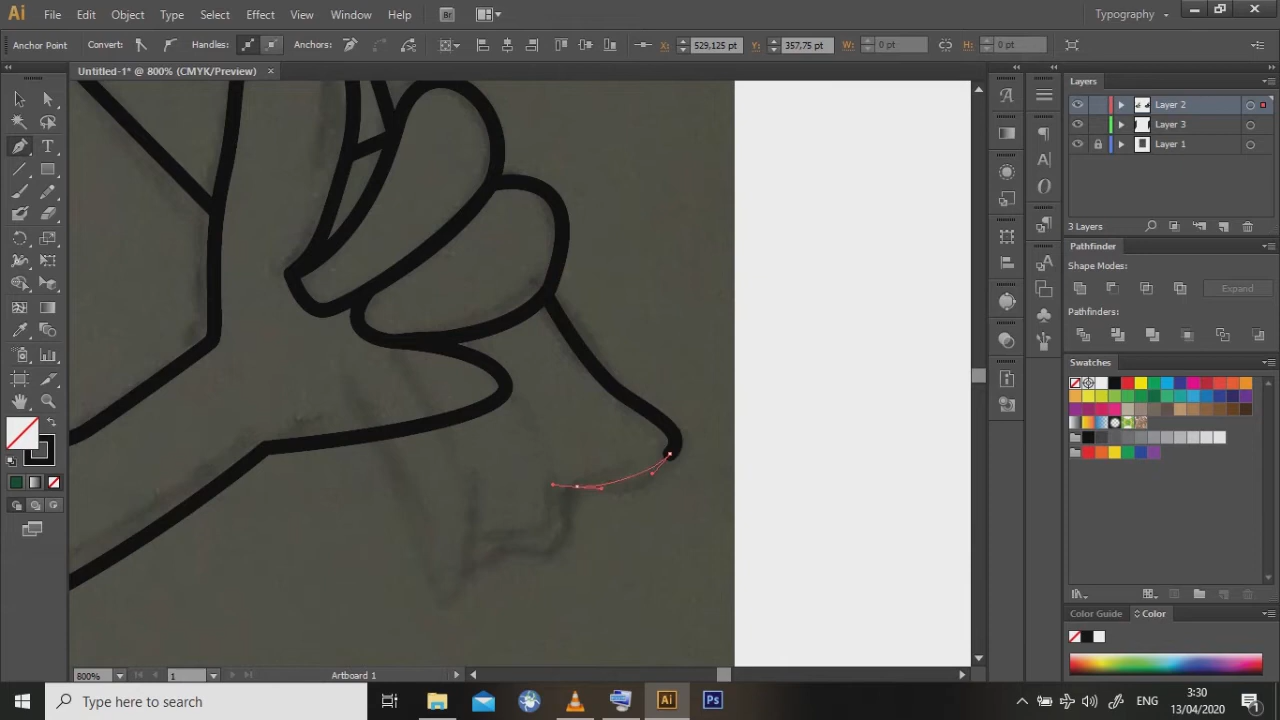 Ai File Edit Object Type Select Effect View Window Help Br Typography
Anchor Point Convert: Handles: Anchors: X: 529,125 pt Y: 357,75 pt W: 0 pt H: 0 pt
Untitled-1* @ 800% (CMYK/Preview)
Layers
Layer 2
Layer 3
Layer 1
3 Layers
Pathfinder
Shape Modes:
Expand
Pathfinders:
Swatches
Color Guide Color
800% 1 Artboard 1
Type here to search
Ai Ps
ENG
3:30
13/04/2020